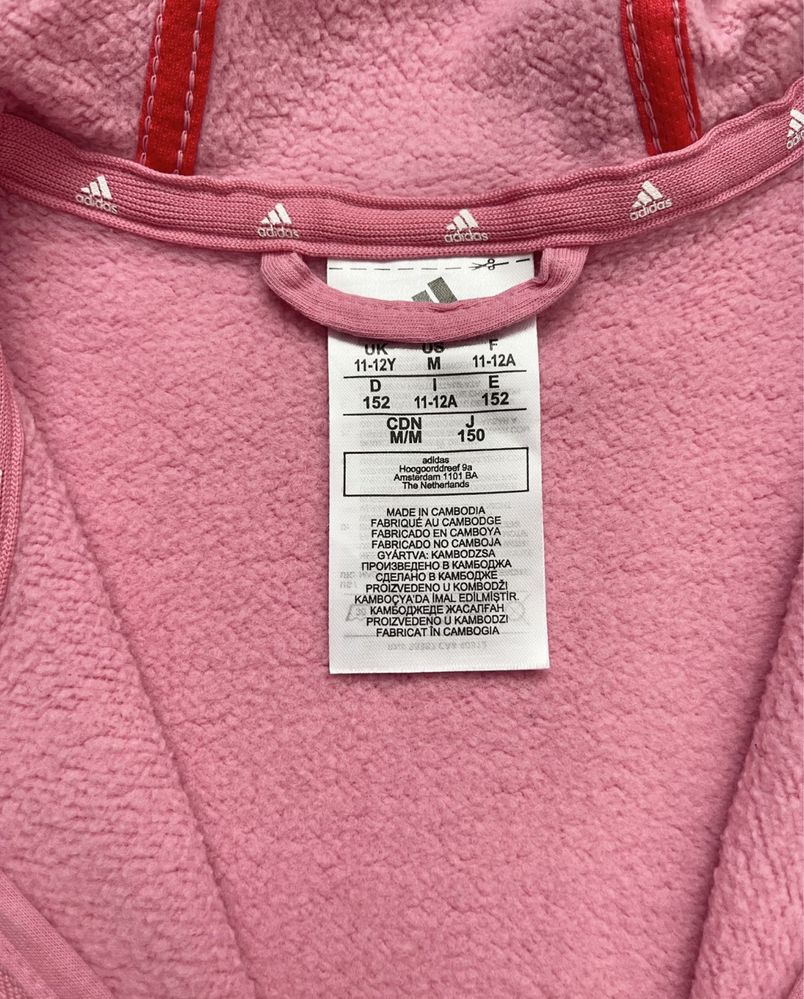 adidas
adidas
adidas
adidas
UK US F
11-12Y M 11-12A
D I E
152 11-12A 152
CDN J
M/M 150
adidas
Hoogoorddreef 9a
Amsterdam 1101 BA
The Netherlands
MADE IN CAMBODIA
FABRIQUÉ AU CAMBODGE
FABRICADO EN CAMBOYA
FABRICADO NO CAMBOJA
GYÁRTVA: KAMBODZSA
ПРОИЗВЕДЕНО В КАМБОДЖА
СДЕЛАНО В КАМБОДЖЕ
PROIZVEDENO U KOMBODŽI
KAMBOÇYA'DA İMAL EDİLMİŞTİR.
КАМБОДЖЕДЕ ЖАСАЛҒАН
PROIZVEDENO U KAMBODZI
FABRICAT ÎN CAMBOGIA